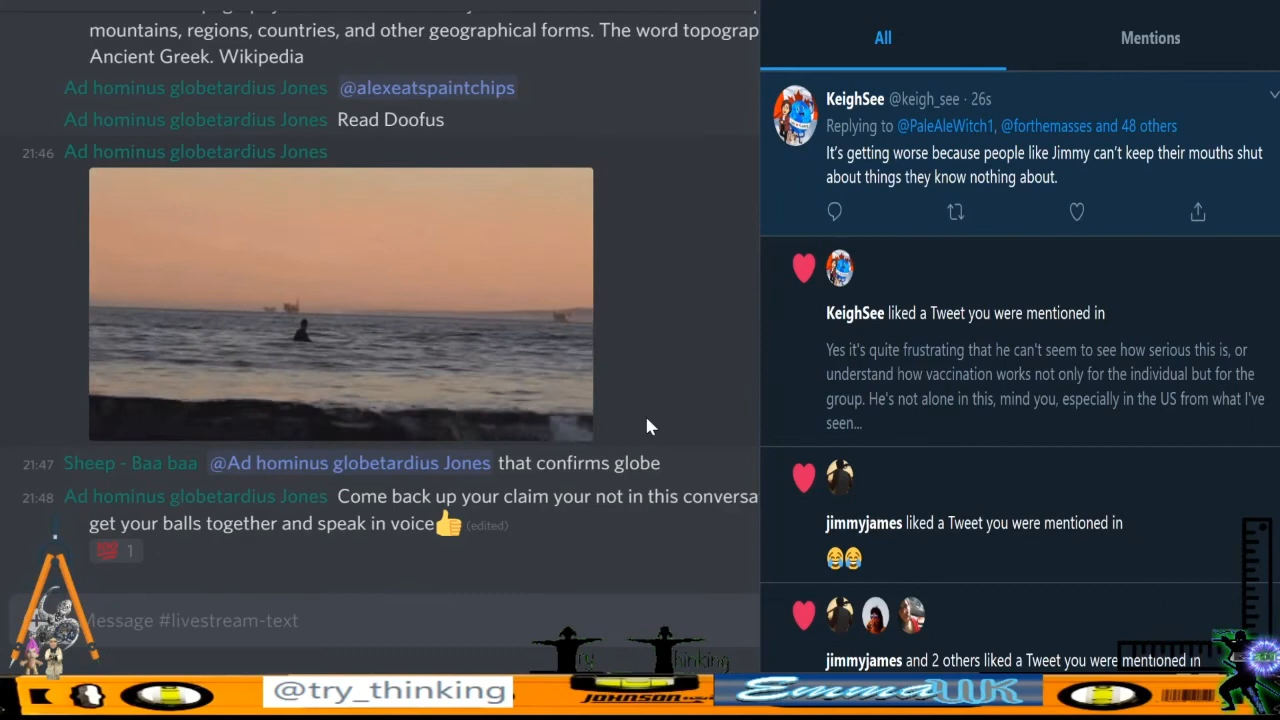 mountains, regions, countries, and other geographical forms. The word topograp
Ancient Greek. Wikipedia
Ad hominus globetardius Jones @alexeatspaintchips
Ad hominus globetardius Jones Read Doofus
21:46 Ad hominus globetardius Jones
21:47 Sheep - Baa baa @Ad hominus globetardius Jones that confirms globe
21:48 Ad hominus globetardius Jones Come back up your claim your not in this conversa
get your balls together and speak in voice👍 (edited)
💯 1
Message #livestream-text
All Mentions
KeighSee @keigh_see · 26s
Replying to @PaleAleWitch1, @forthemasses and 48 others
It's getting worse because people like Jimmy can't keep their mouths shut
about things they know nothing about.
KeighSee liked a Tweet you were mentioned in
Yes it's quite frustrating that he can't seem to see how serious this is, or
understand how vaccination works not only for the individual but for the
group. He's not alone in this, mind you, especially in the US from what I've
seen...
jimmyjames liked a Tweet you were mentioned in
😂😂
jimmyjames and 2 others liked a Tweet you were mentioned in
Try Thinking
@try_thinking
JOHNSON
EmmaUK